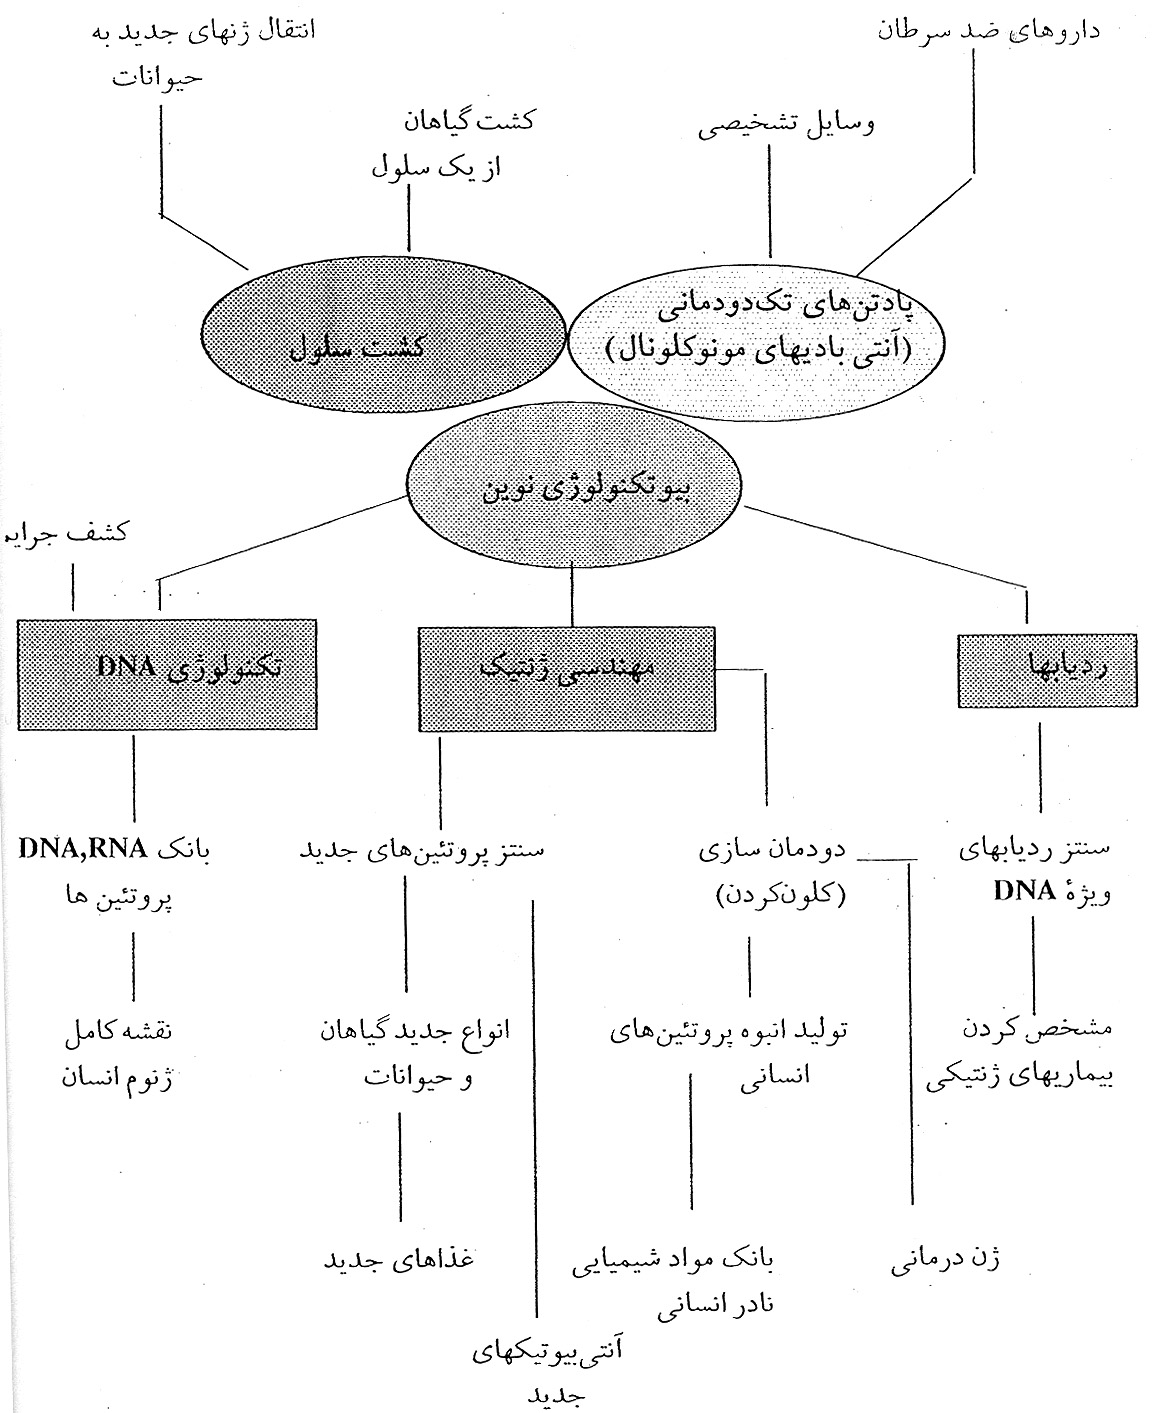 داروهای ضد سرطان
انتقال ژنهای جدید به
حیوانات
وسایل تشخیصی
کشت گیاهان
از یک سلول
پادتن‌های تک‌دودمانی
(آنتی بادیهای مونوکلونال)
کشت سلول
بیوتکنولوژی نوین
کشف جرایم
ردیابها
مهندسی ژنتیک
تکنولوژی DNA
سنتز ردیابهای
ویژهٔ DNA
دودمان سازی
(کلون‌کردن)
سنتز پروتئین‌های جدید
بانک DNA,RNA
پروتئین ها
مشخص کردن
بیماریهای ژنتیکی
تولید انبوه پروتئین‌های
انسانی
انواع جدید گیاهان
و حیوانات
نقشه کامل
ژنوم انسان
ژن درمانی
بانک مواد شیمیایی
نادر انسانی
غذاهای جدید
آنتی‌بیوتیکهای
جدید